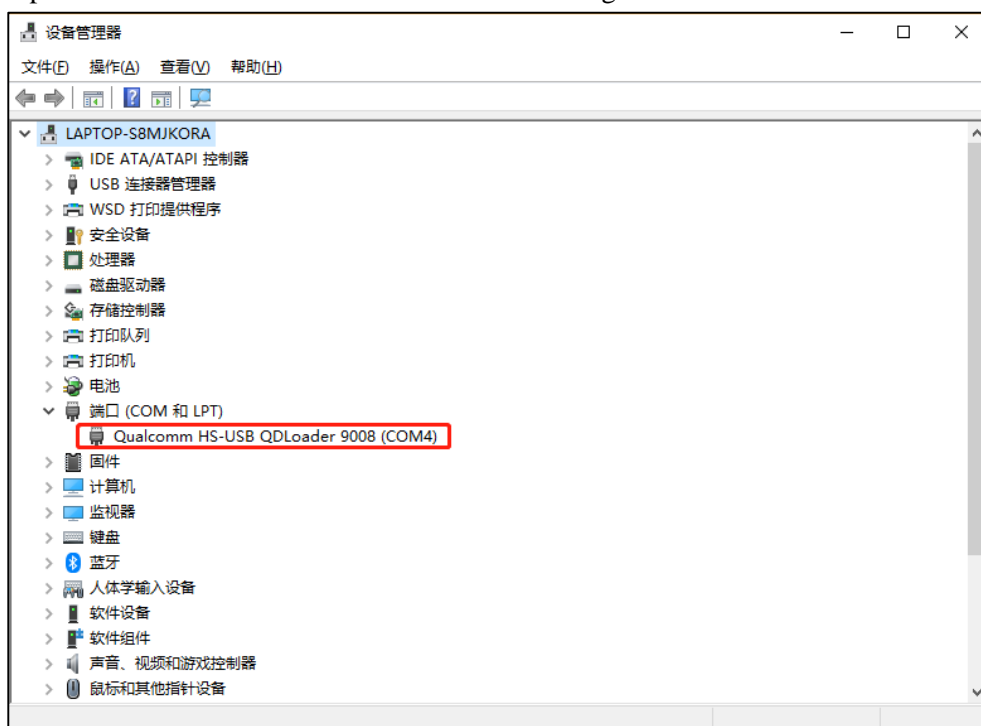 设备管理器
文件(F) 操作(A) 查看(V) 帮助(H)
LAPTOP-S8MJKORA
IDE ATA/ATAPI 控制器
USB 连接器管理器
WSD 打印提供程序
安全设备
处理器
磁盘驱动器
存储控制器
打印队列
打印机
电池
端口 (COM 和 LPT)
Qualcomm HS-USB QDLoader 9008 (COM4)
固件
计算机
监视器
键盘
蓝牙
人体学输入设备
软件设备
软件组件
声音、视频和游戏控制器
鼠标和其他指针设备